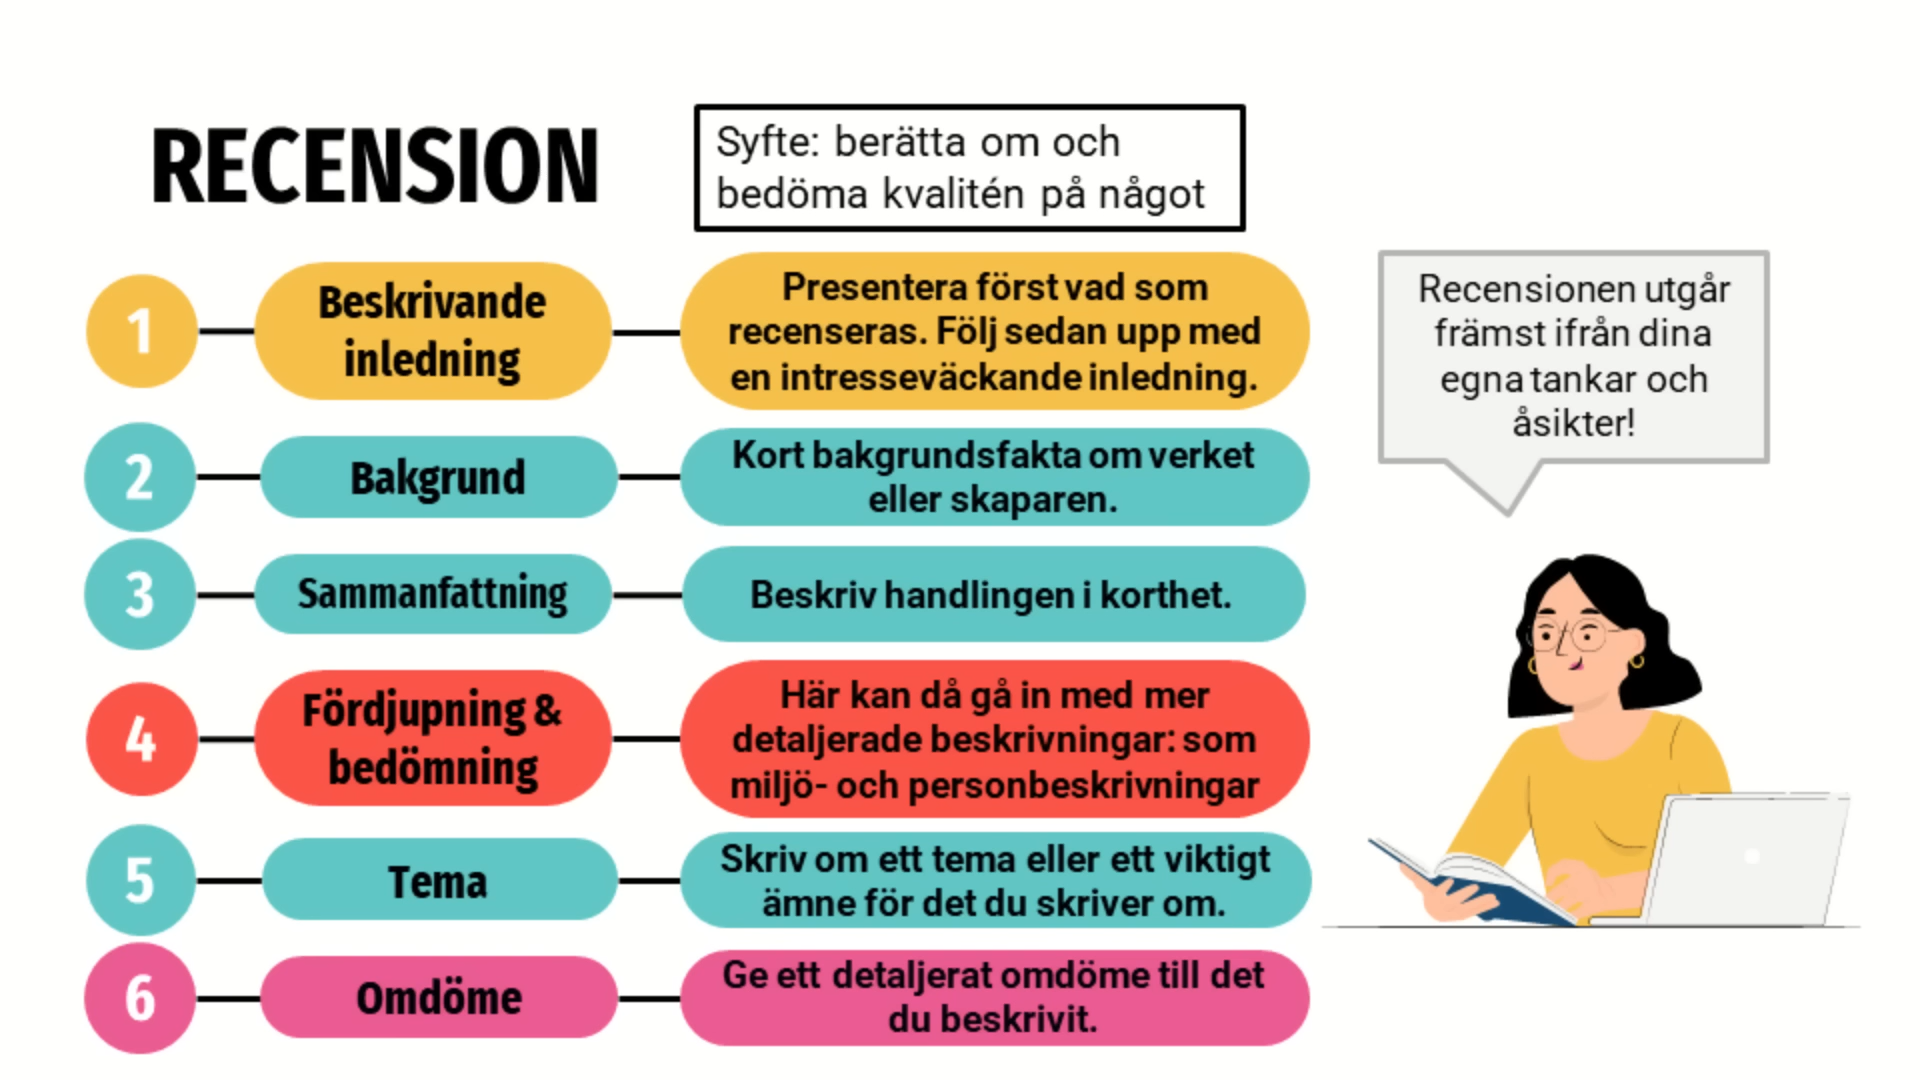 RECENSION
Syfte: berätta om och
bedöma kvalitén på något
1
Beskrivande
inledning
Presentera först vad som
recenseras. Följ sedan upp med
en intresseväckande inledning.
2
Bakgrund
Kort bakgrundsfakta om verket
eller skaparen.
3
Sammanfattning
Beskriv handlingen i korthet.
4
Fördjupning &
bedömning
Här kan då gå in med mer
detaljerade beskrivningar: som
miljö- och personbeskrivningar
5
Tema
Skriv om ett tema eller ett viktigt
ämne för det du skriver om.
6
Omdöme
Ge ett detaljerat omdöme till det
du beskrivit.
Recensionen utgår
främst ifrån dina
egna tankar och
åsikter!